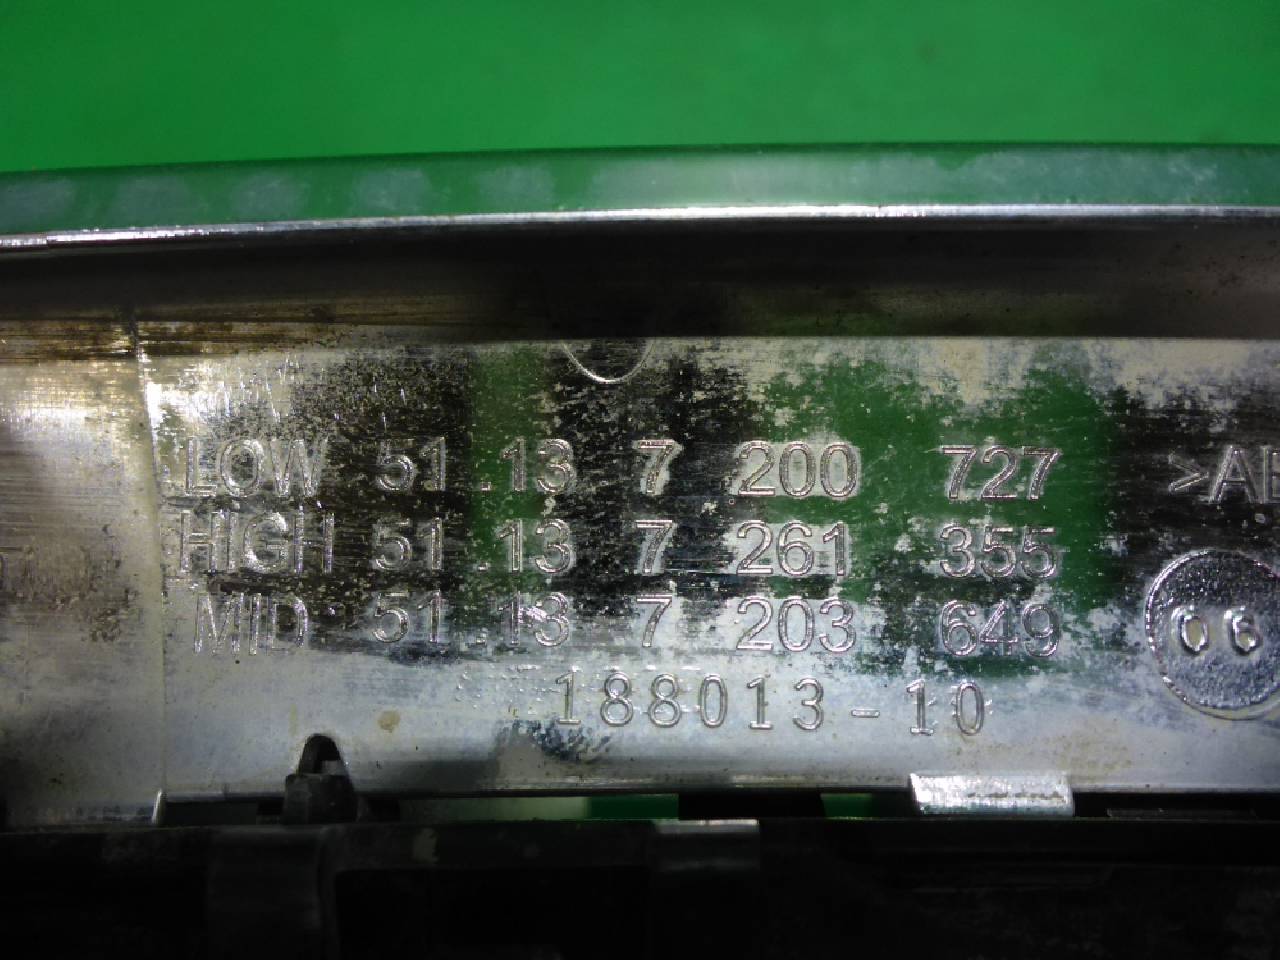 LOW 51.13 7 200 727
HIGH 51.13 7 261 355
MID 51.13 7 203 649
188013-10
06